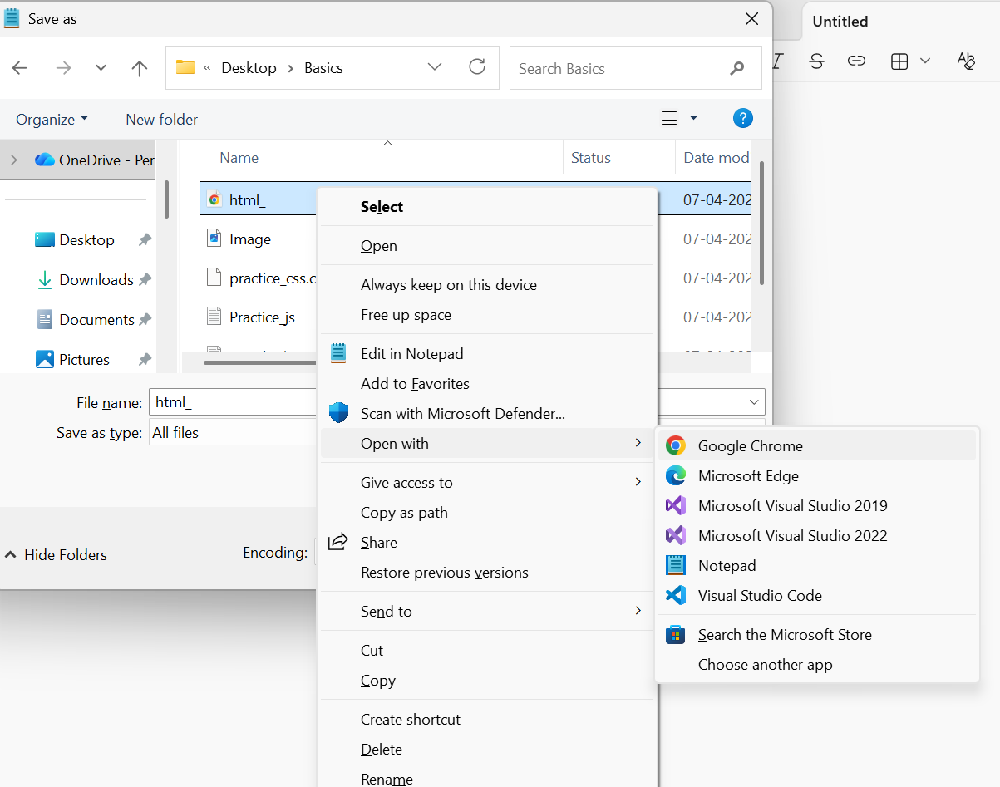 Save as
Untitled
« Desktop > Basics
Search Basics
Organize
New folder
Name
Status
Date mod
OneDrive - Per
html_
07-04-202
Desktop
Image
07-04-202
Downloads
practice_css.c
07-04-202
Documents
Practice_js
07-04-202
Pictures
File name:
html_
Save as type:
All files
Hide Folders
Encoding:
Select
Open
Always keep on this device
Free up space
Edit in Notepad
Add to Favorites
Scan with Microsoft Defender...
Open with
Give access to
Copy as path
Share
Restore previous versions
Send to
Cut
Copy
Create shortcut
Delete
Rename
Google Chrome
Microsoft Edge
Microsoft Visual Studio 2019
Microsoft Visual Studio 2022
Notepad
Visual Studio Code
Search the Microsoft Store
Choose another app